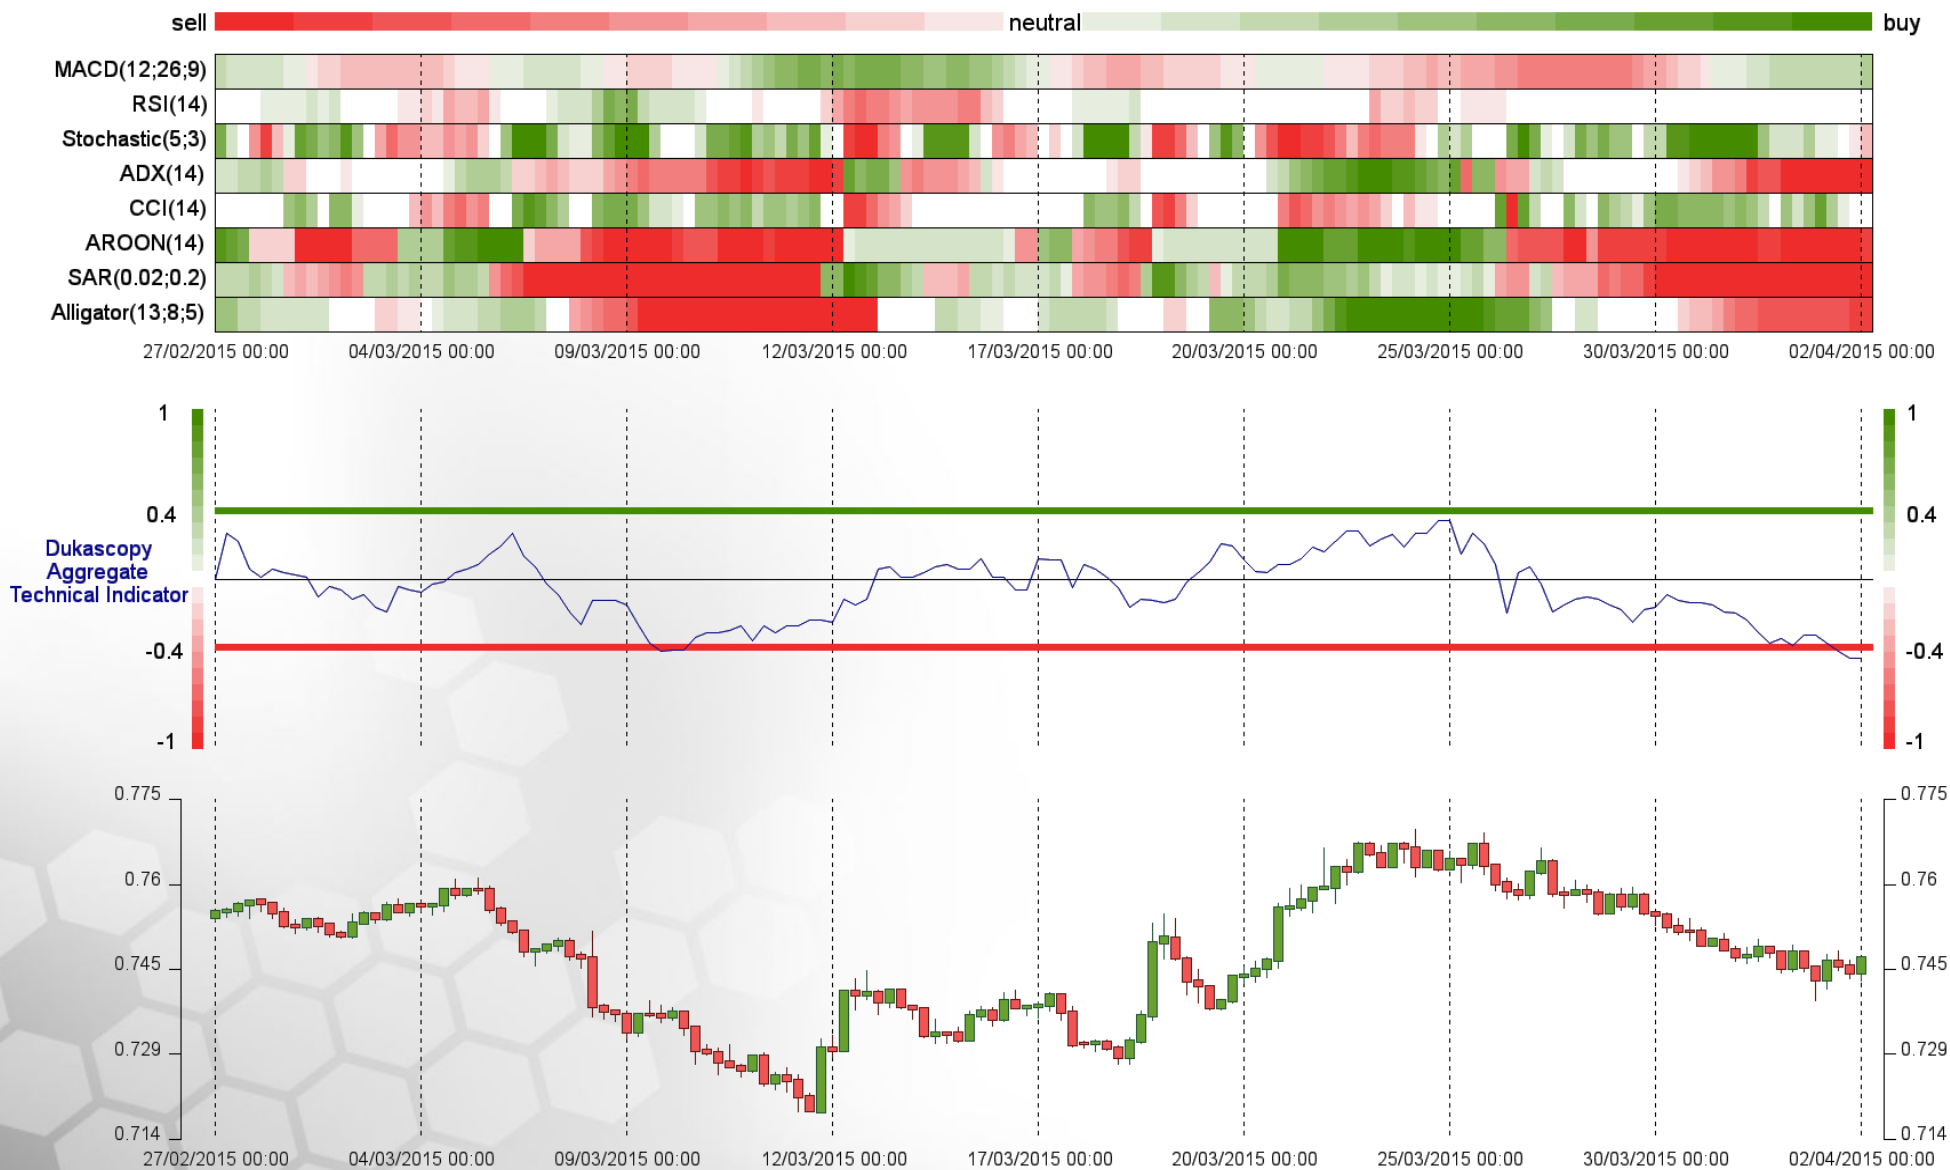 sell neutral buy
MACD(12;26;9)
RSI(14)
Stochastic(5;3)
ADX(14)
CCI(14)
AROON(14)
SAR(0.02;0.2)
Alligator(13;8;5)
27/02/2015 00:00 04/03/2015 00:00 09/03/2015 00:00 12/03/2015 00:00 17/03/2015 00:00 20/03/2015 00:00 25/03/2015 00:00 30/03/2015 00:00 02/04/2015 00:00
1 1
0.4 0.4
Dukascopy
Aggregate
Technical Indicator
-0.4 -0.4
-1 -1
0.775 0.775
0.76 0.76
0.745 0.745
0.729 0.729
0.714 0.714
27/02/2015 00:00 04/03/2015 00:00 09/03/2015 00:00 12/03/2015 00:00 17/03/2015 00:00 20/03/2015 00:00 25/03/2015 00:00 30/03/2015 00:00 02/04/2015 00:00